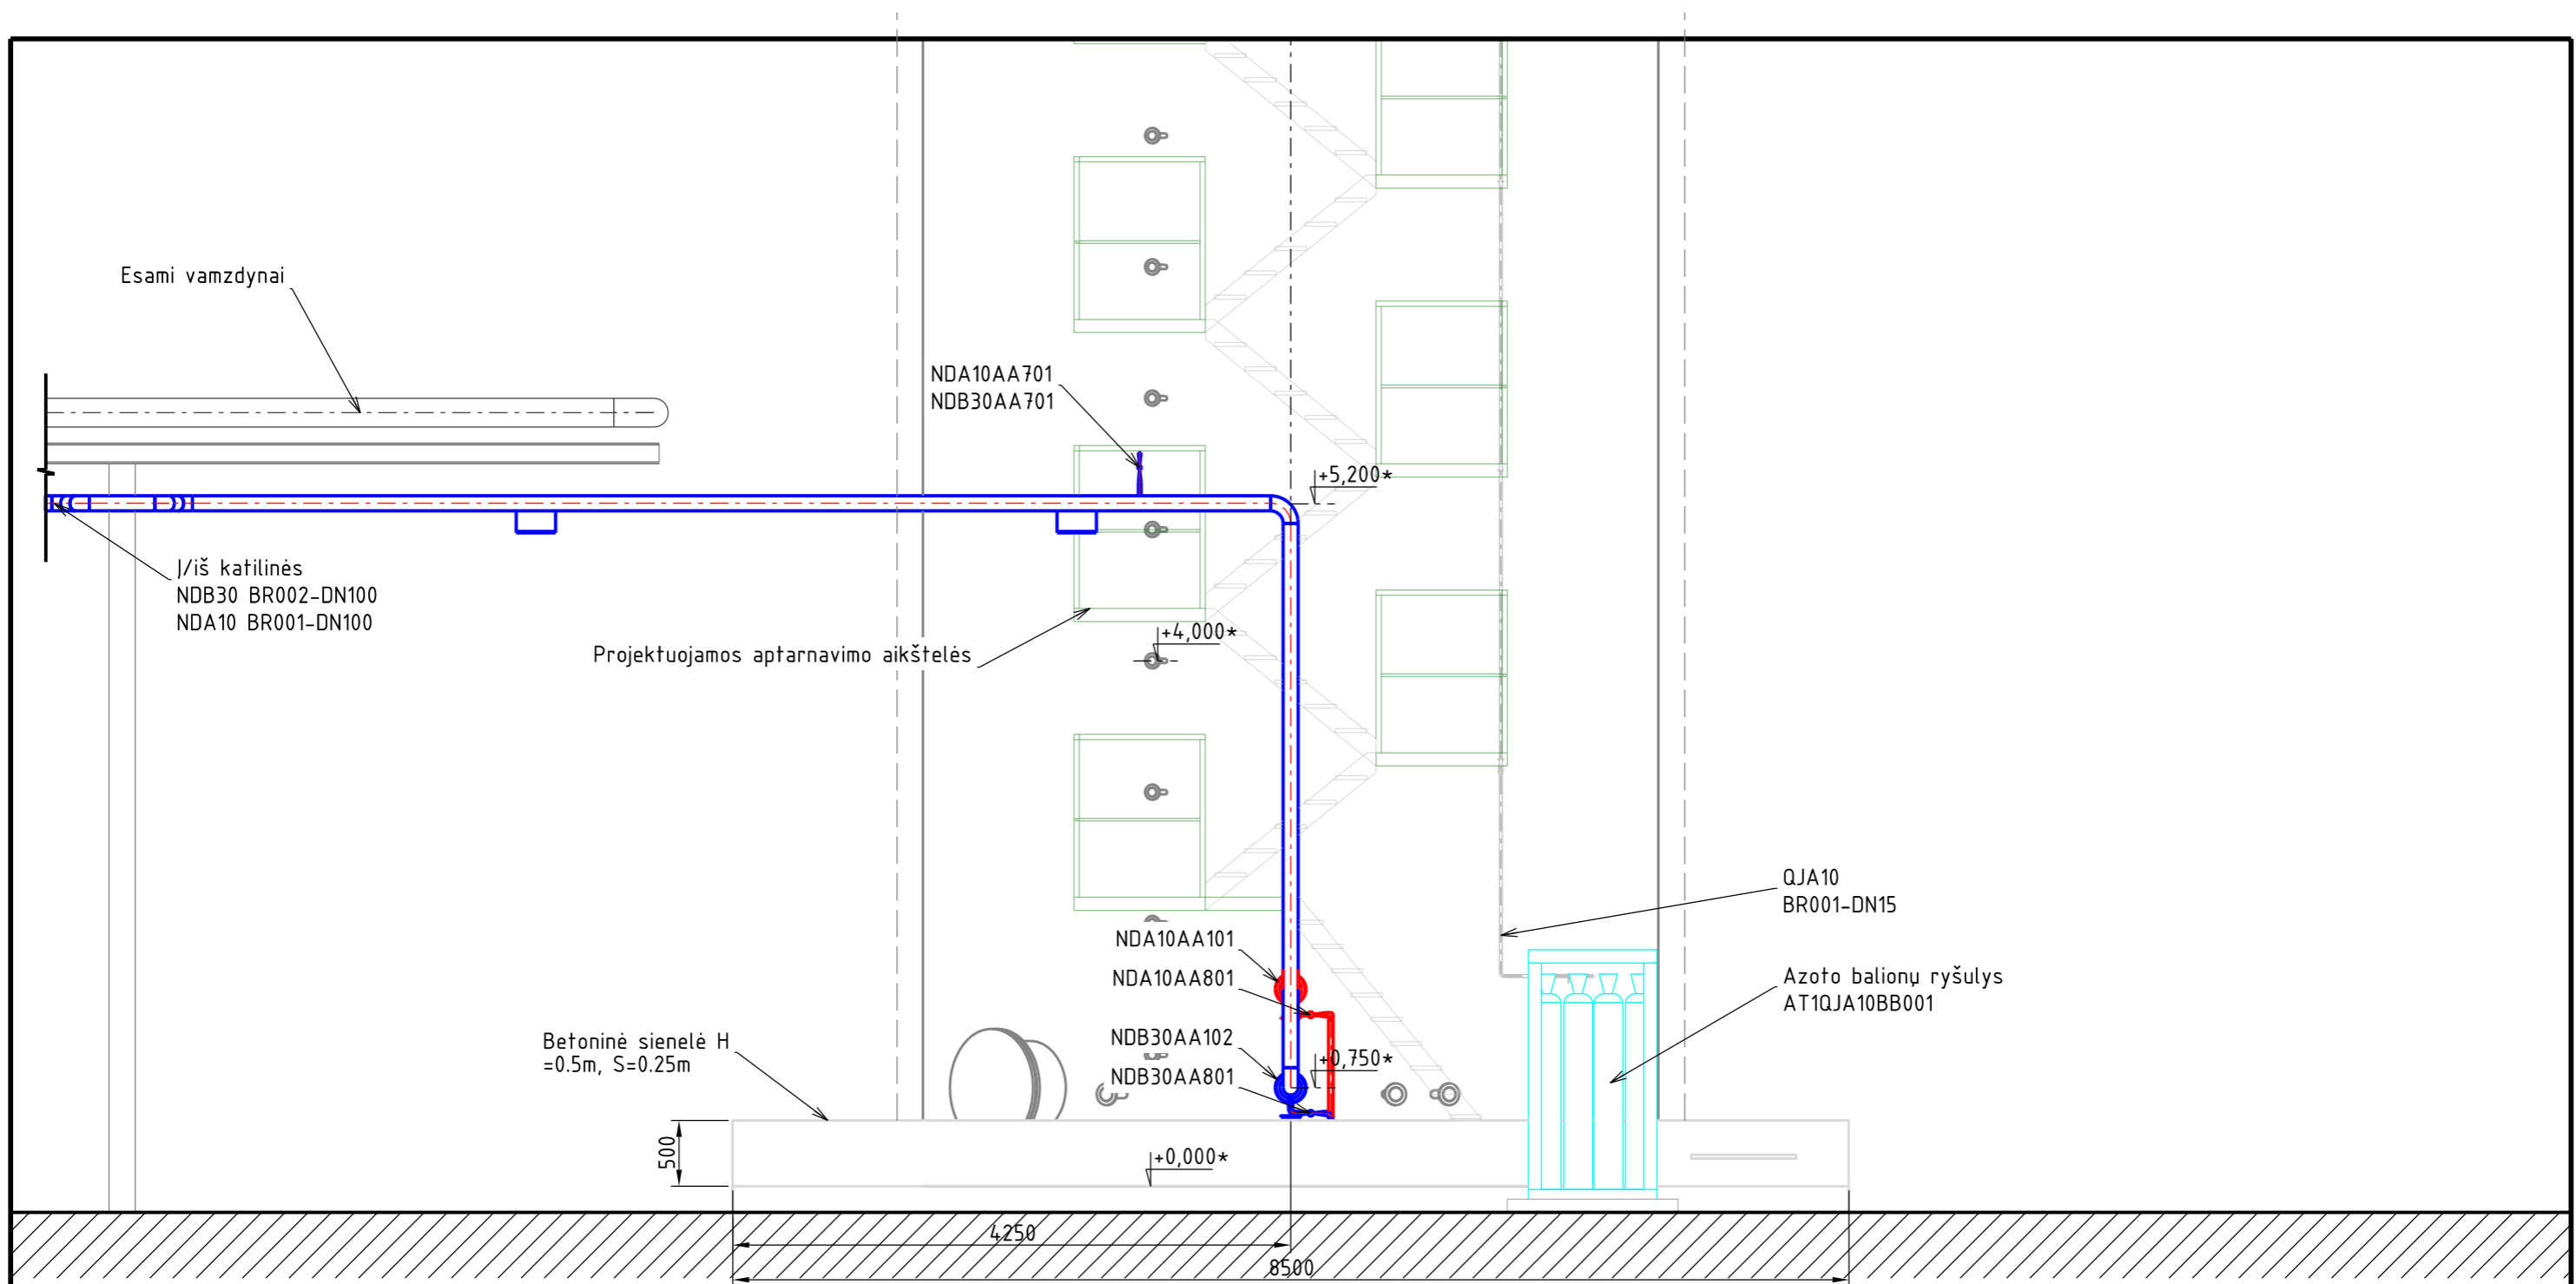 Esami vamzdynai
NDA10AA701
NDB30AA701
+5,200*
Į/iš katilinės
NDB30 BR002-DN100
NDA10 BR001-DN100
+4,000*
Projektuojamos aptarnavimo aikštelės
QJA10
BR001-DN15
NDA10AA101
NDA10AA801
Azoto balionų ryšulys
AT1QJA10BB001
NDB30AA102
Betoninė sienelė H
=0.5m, S=0.25m
+0,750*
NDB30AA801
500
+0,000*
4250
8500